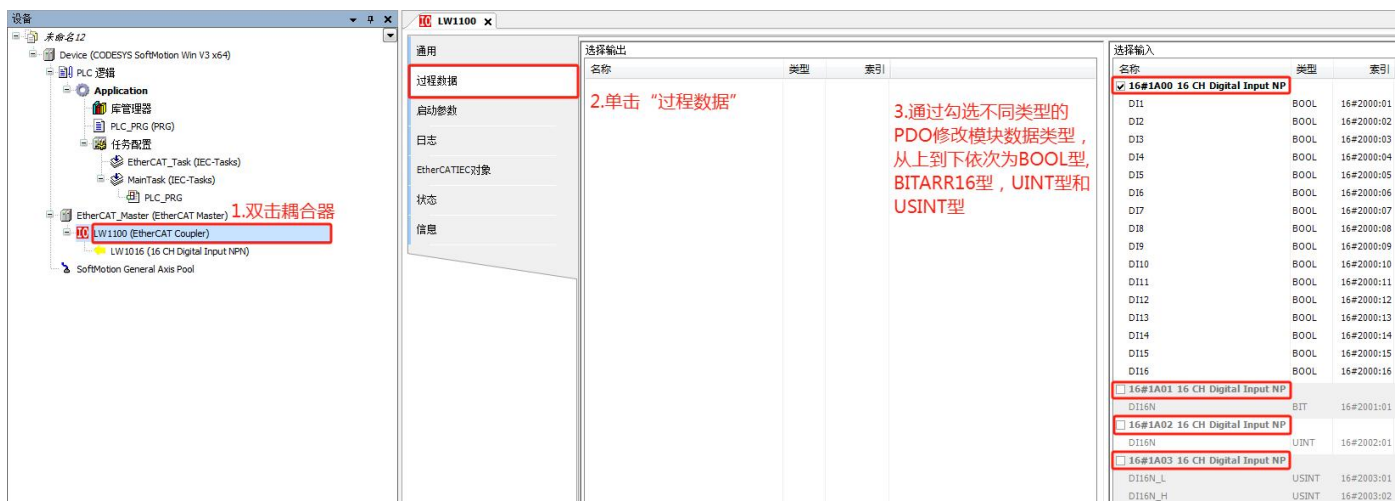 设备
未命名12
Device (CODESYS SoftMotion Win V3 x64)
PLC 逻辑
Application
库管理器
PLC_PRG (PRG)
任务配置
EtherCAT_Task (IEC-Tasks)
MainTask (IEC-Tasks)
PLC_PRG
EtherCAT_Master (EtherCAT Master)
1.双击耦合器
LW1100 (EtherCAT Coupler)
LW1016 (16 CH Digital Input NPN)
SoftMotion General Axis Pool
LW1100
通用
过程数据
启动参数
日志
EtherCATIEC对象
状态
信息
选择输出
名称 类型 索引
2.单击“过程数据”
3.通过勾选不同类型的
PDO修改模块数据类型，
从上到下依次为BOOL型,
BITARR16型，UINT型和
USINT型
选择输入
名称 类型 索引
16#1A00 16 CH Digital Input NP
DI1 BOOL 16#2000:01
DI2 BOOL 16#2000:02
DI3 BOOL 16#2000:03
DI4 BOOL 16#2000:04
DI5 BOOL 16#2000:05
DI6 BOOL 16#2000:06
DI7 BOOL 16#2000:07
DI8 BOOL 16#2000:08
DI9 BOOL 16#2000:09
DI10 BOOL 16#2000:10
DI11 BOOL 16#2000:11
DI12 BOOL 16#2000:12
DI13 BOOL 16#2000:13
DI14 BOOL 16#2000:14
DI15 BOOL 16#2000:15
DI16 BOOL 16#2000:16
16#1A01 16 CH Digital Input NP
DI16N BIT 16#2001:01
16#1A02 16 CH Digital Input NP
DI16N UINT 16#2002:01
16#1A03 16 CH Digital Input NP
DI16N_L USINT 16#2003:01
DI16N_H USINT 16#2003:02